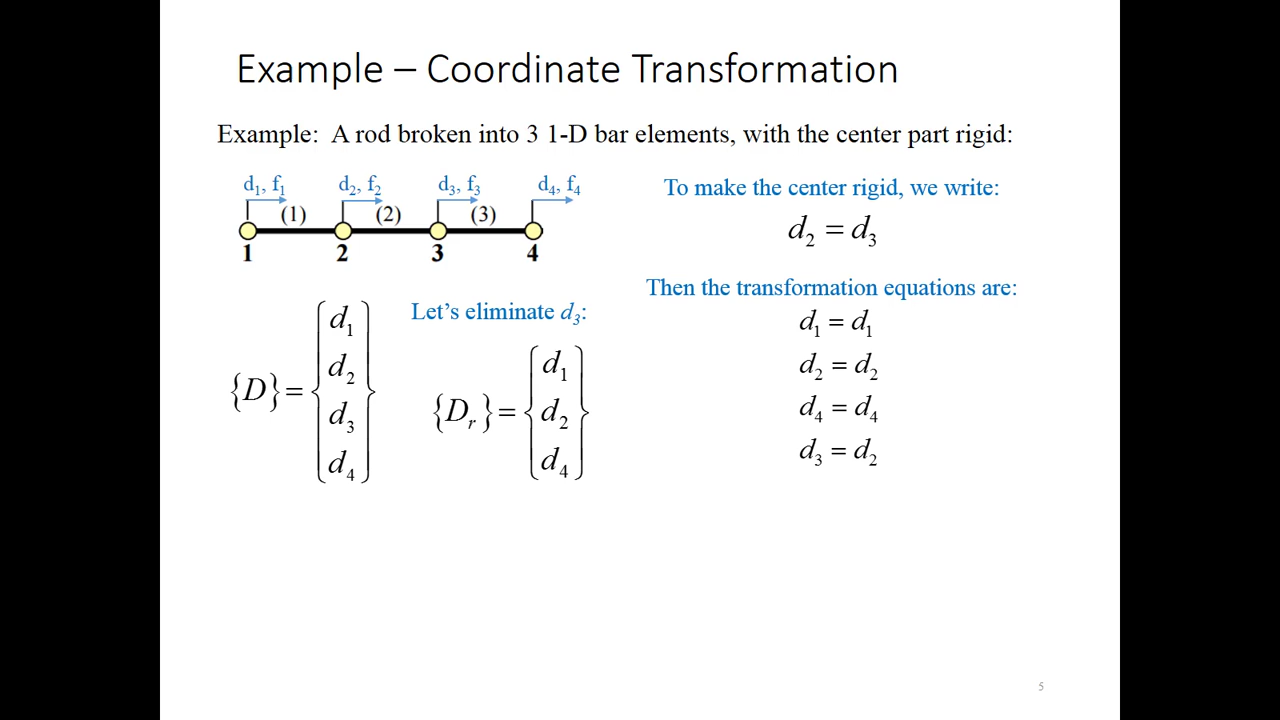 Example – Coordinate Transformation
Example: A rod broken into 3 1-D bar elements, with the center part rigid:
d₁, f₁ d₂, f₂ d₃, f₃ d₄, f₄
(1) (2) (3)
1 2 3 4
To make the center rigid, we write:
d₂ = d₃
Then the transformation equations are:
d₁ = d₁
d₂ = d₂
d₄ = d₄
d₃ = d₂
{D} = {d₁ d₂ d₃ d₄}
Let’s eliminate d₃:
{Dᵣ} = {d₁ d₂ d₄}
5